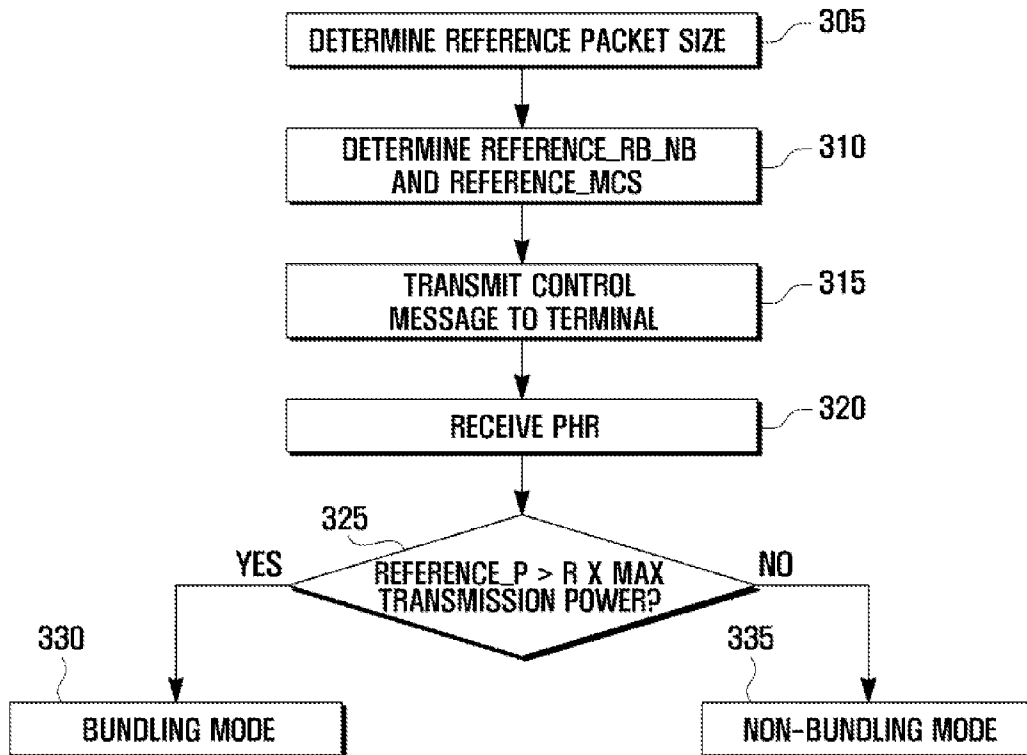 DETERMINE REFERENCE PACKET SIZE
305
DETERMINE REFERENCE_RB_NB
AND REFERENCE_MCS
310
TRANSMIT CONTROL
MESSAGE TO TERMINAL
315
RECEIVE PHR
320
325
YES
REFERENCE_P > R X MAX
TRANSMISSION POWER?
NO
330
BUNDLING MODE
335
NON-BUNDLING MODE